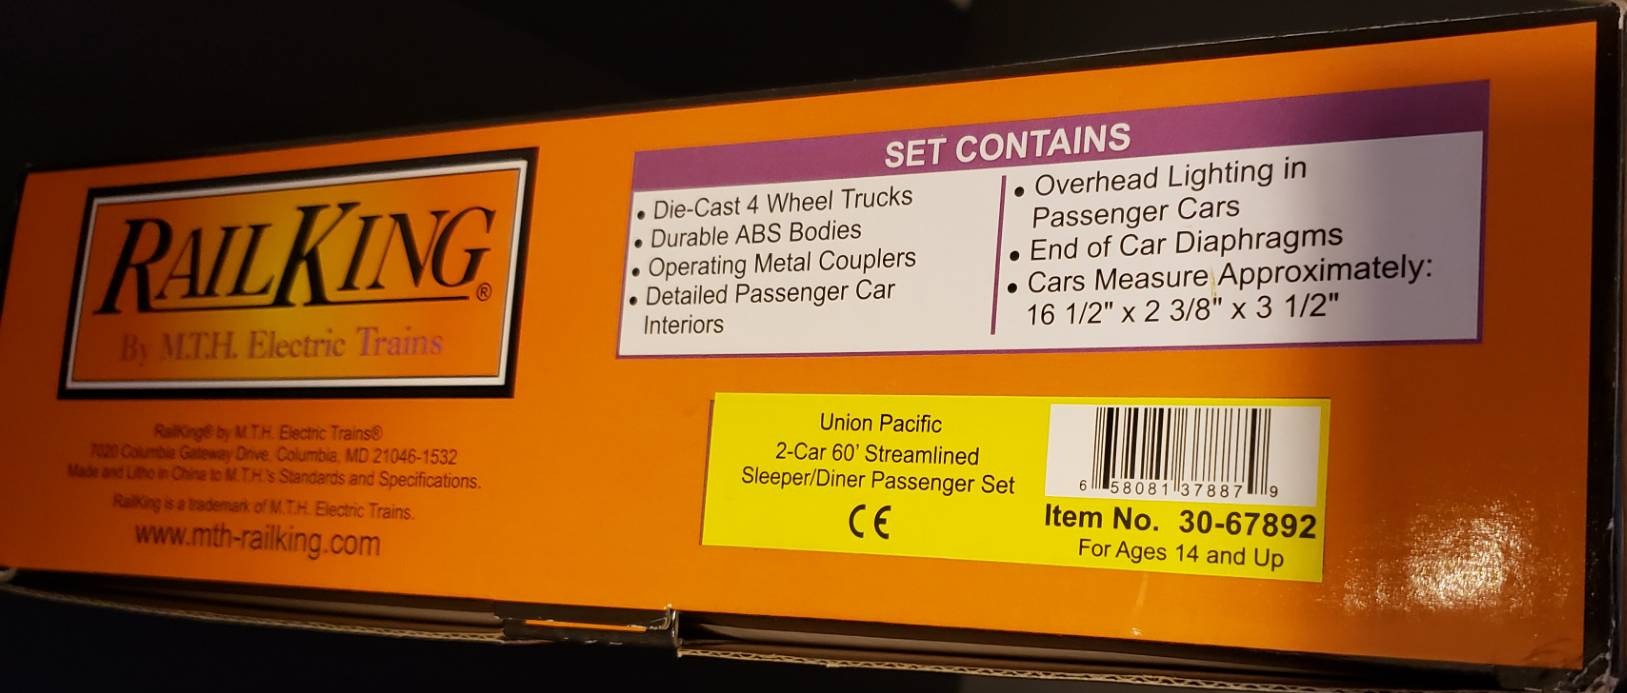 RAILKING®
By M.T.H. Electric Trains
RailKing® by M.T.H. Electric Trains®
7020 Columbia Gateway Drive, Columbia, MD 21046-1532
Made and Litho in China to M.T.H.'s Standards and Specifications.
RailKing is a trademark of M.T.H. Electric Trains.
www.mth-railking.com
SET CONTAINS
• Die-Cast 4 Wheel Trucks
• Durable ABS Bodies
• Operating Metal Couplers
• Detailed Passenger Car
Interiors
• Overhead Lighting in
Passenger Cars
• End of Car Diaphragms
• Cars Measure Approximately:
16 1/2" x 2 3/8" x 3 1/2"
Union Pacific
2-Car 60' Streamlined
Sleeper/Diner Passenger Set
CE
6 58081 37887 9
Item No. 30-67892
For Ages 14 and Up